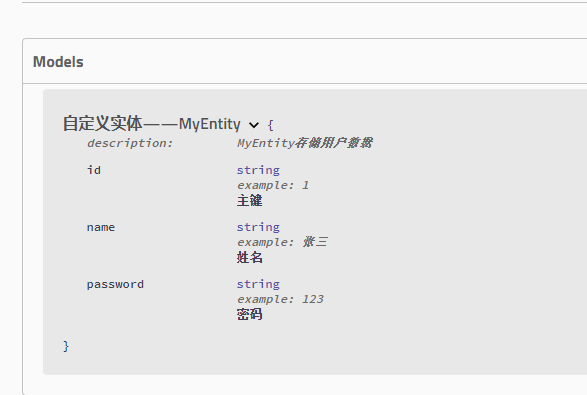 Models
自定义实体——MyEntity {
description: MyEntity存储用户数据
id string
example: 1
主键
name string
example: 张三
姓名
password string
example: 123
密码
}